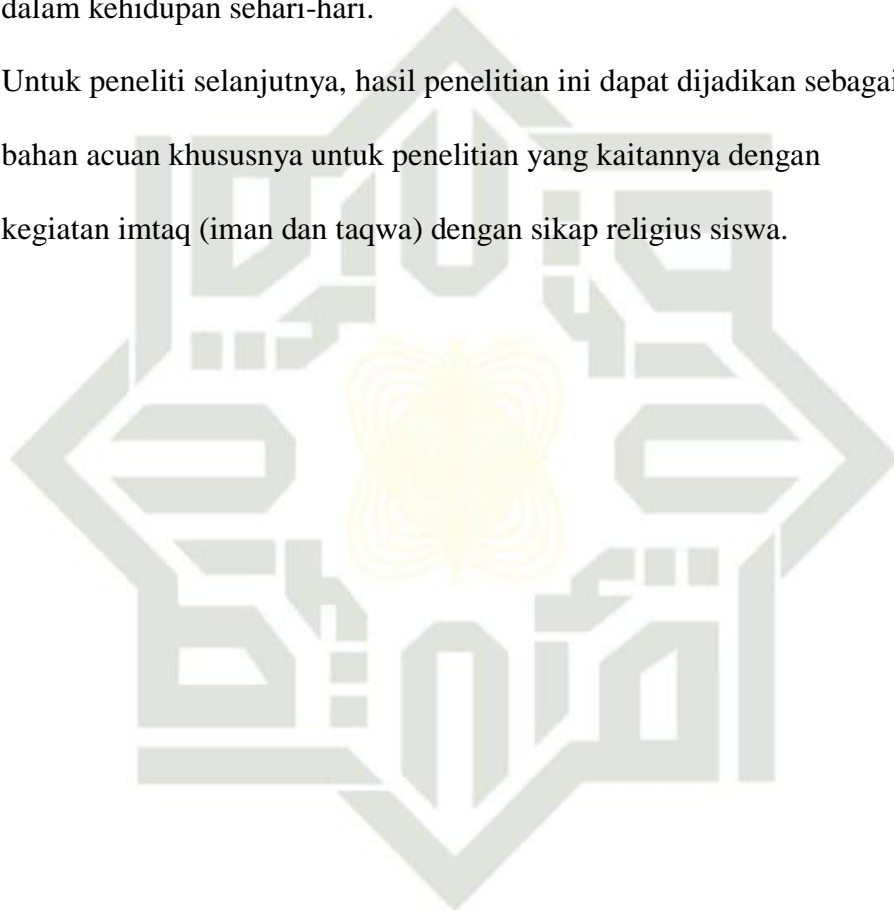 dalam kehidupan sehari-hari.
Untuk peneliti selanjutnya, hasil penelitian ini dapat dijadikan sebagai
bahan acuan khususnya untuk penelitian yang kaitannya dengan
kegiatan imtaq (iman dan taqwa) dengan sikap religius siswa.